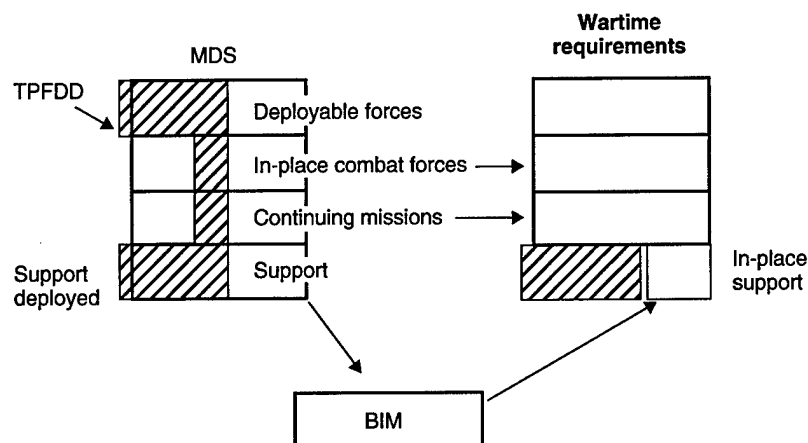 Wartime
requirements
MDS
TPFDD
Deployable forces
In-place combat forces
Continuing missions
Support
Support
deployed
In-place
support
BIM